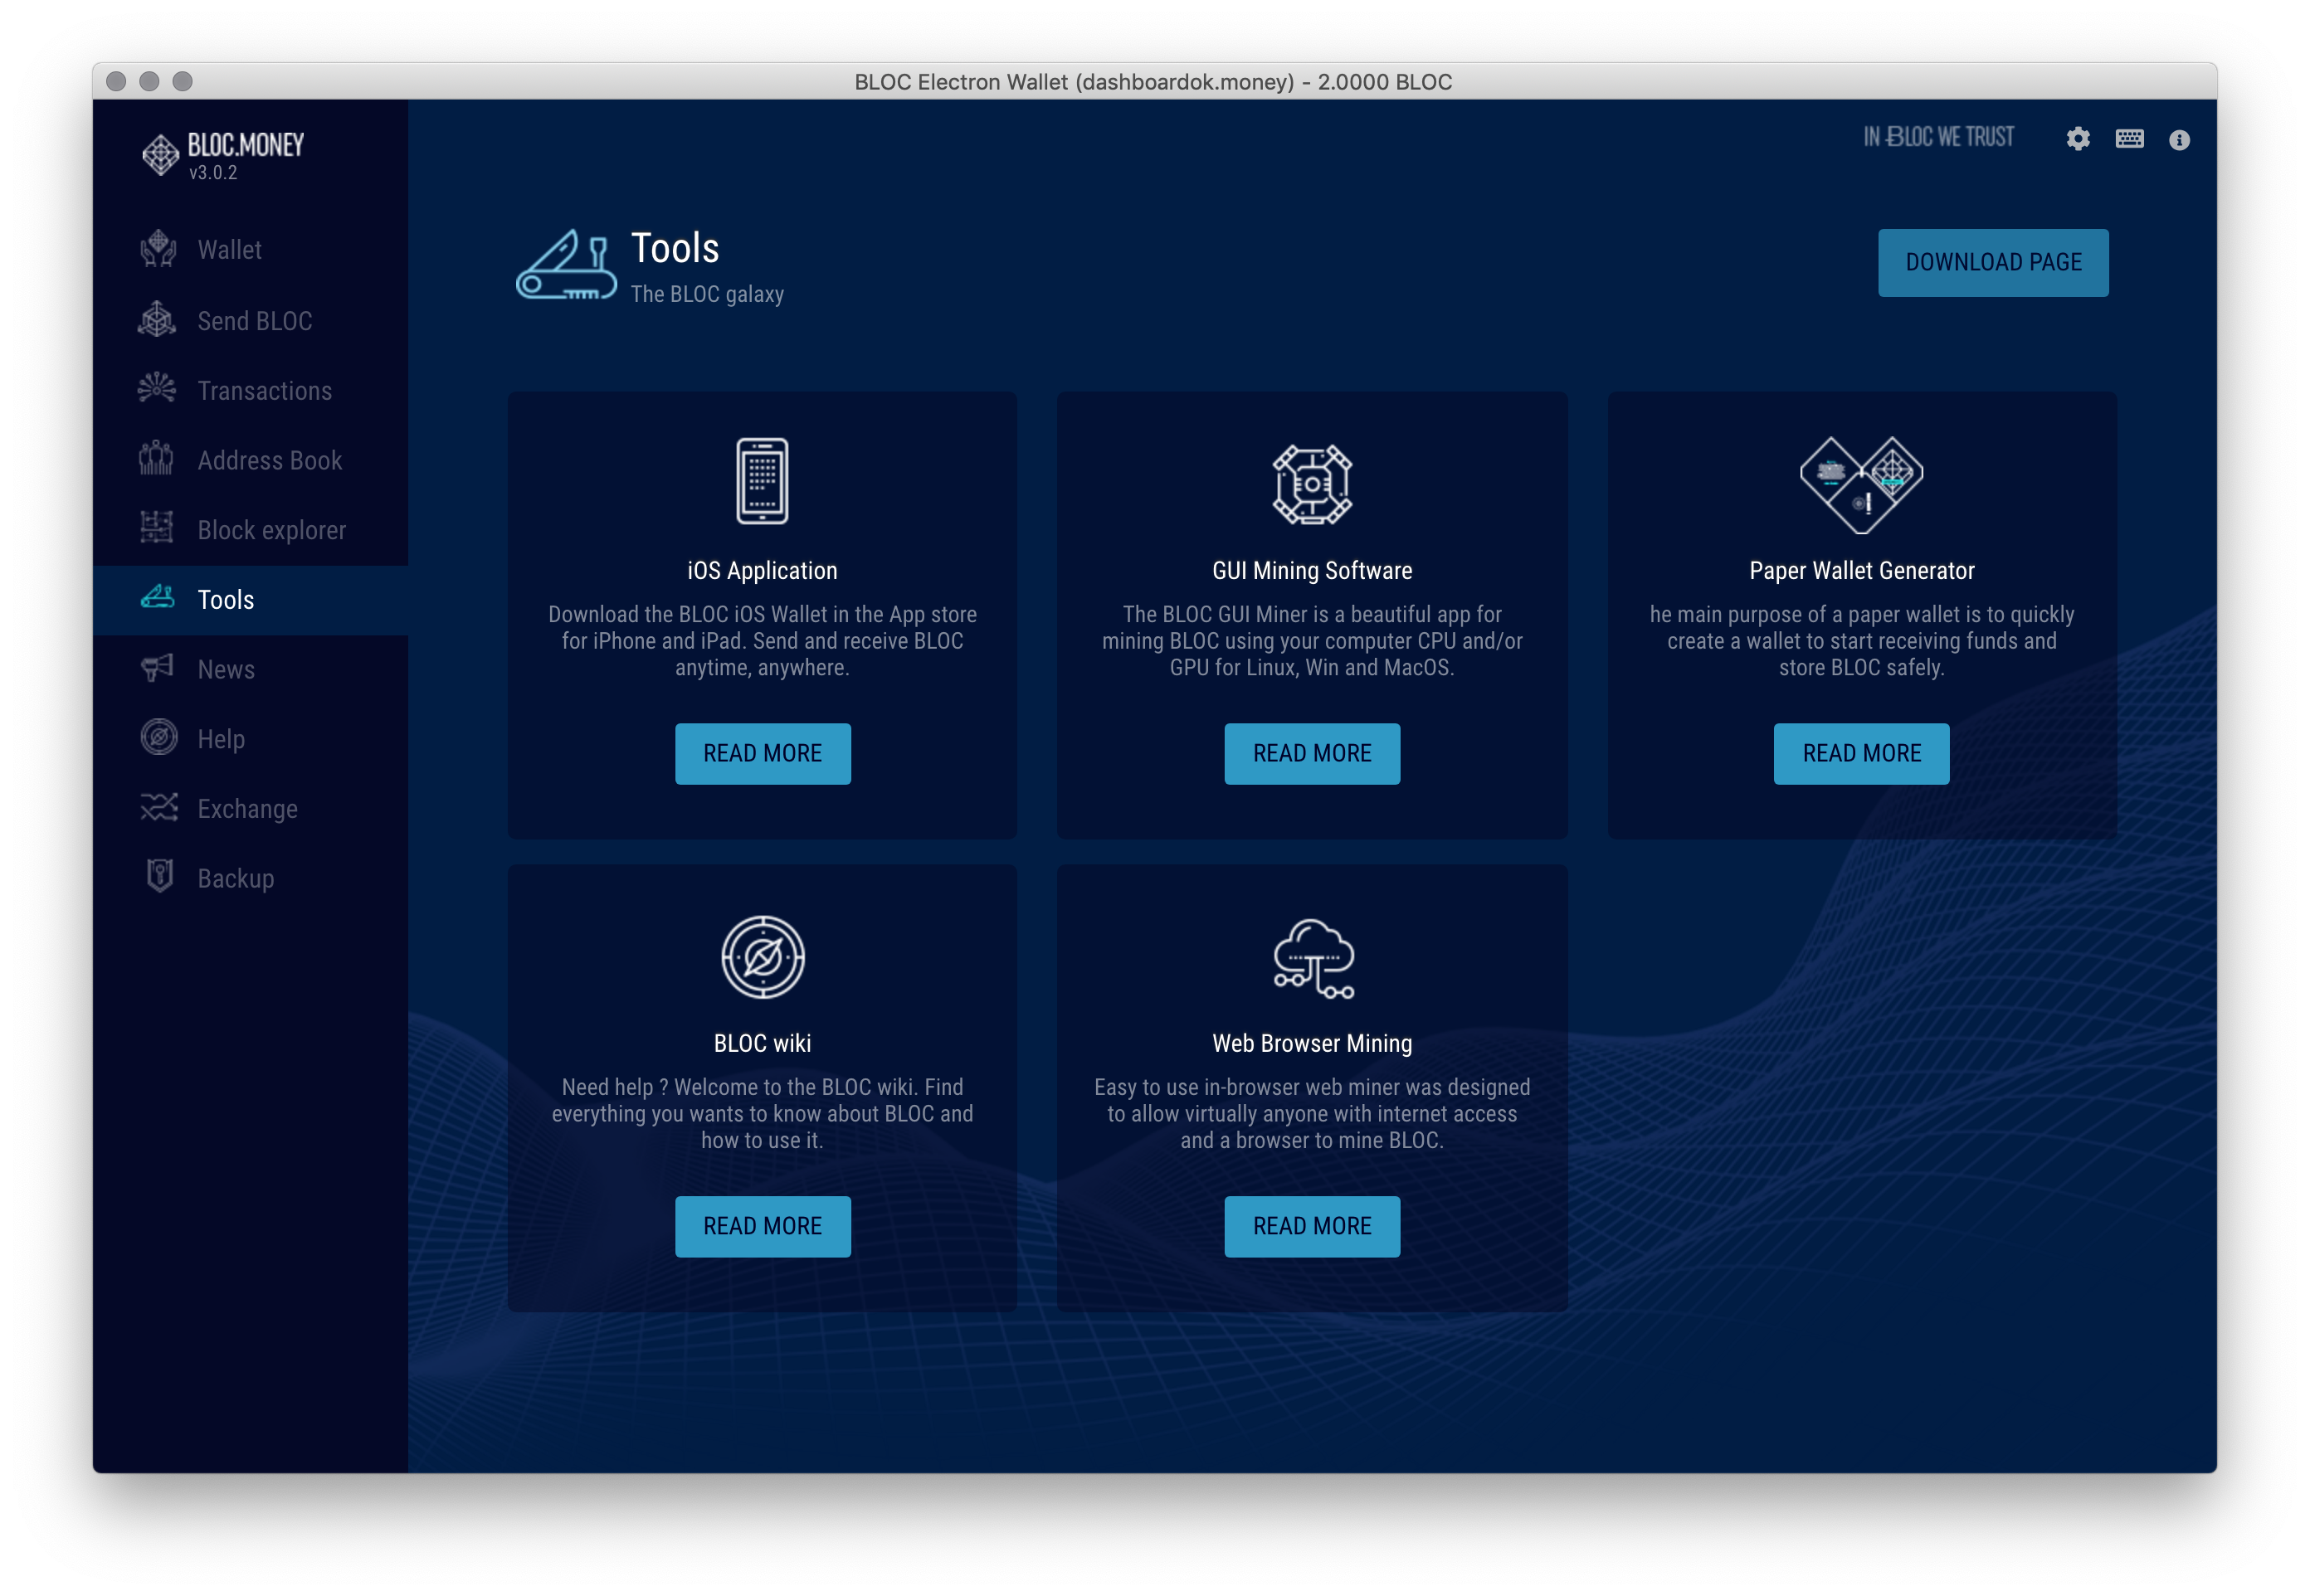 BLOC Electron Wallet (dashboardok.money) - 2.0000 BLOC
BLOC.MONEY
v3.0.2
IN BLOC WE TRUST
Wallet
Send BLOC
Transactions
Address Book
Block explorer
Tools
News
Help
Exchange
Backup
Tools
The BLOC galaxy
DOWNLOAD PAGE
iOS Application
Download the BLOC iOS Wallet in the App store
for iPhone and iPad. Send and receive BLOC
anytime, anywhere.
READ MORE
GUI Mining Software
The BLOC GUI Miner is a beautiful app for
mining BLOC using your computer CPU and/or
GPU for Linux, Win and MacOS.
READ MORE
Paper Wallet Generator
he main purpose of a paper wallet is to quickly
create a wallet to start receiving funds and
store BLOC safely.
READ MORE
BLOC wiki
Need help ? Welcome to the BLOC wiki. Find
everything you wants to know about BLOC and
how to use it.
READ MORE
Web Browser Mining
Easy to use in-browser web miner was designed
to allow virtually anyone with internet access
and a browser to mine BLOC.
READ MORE